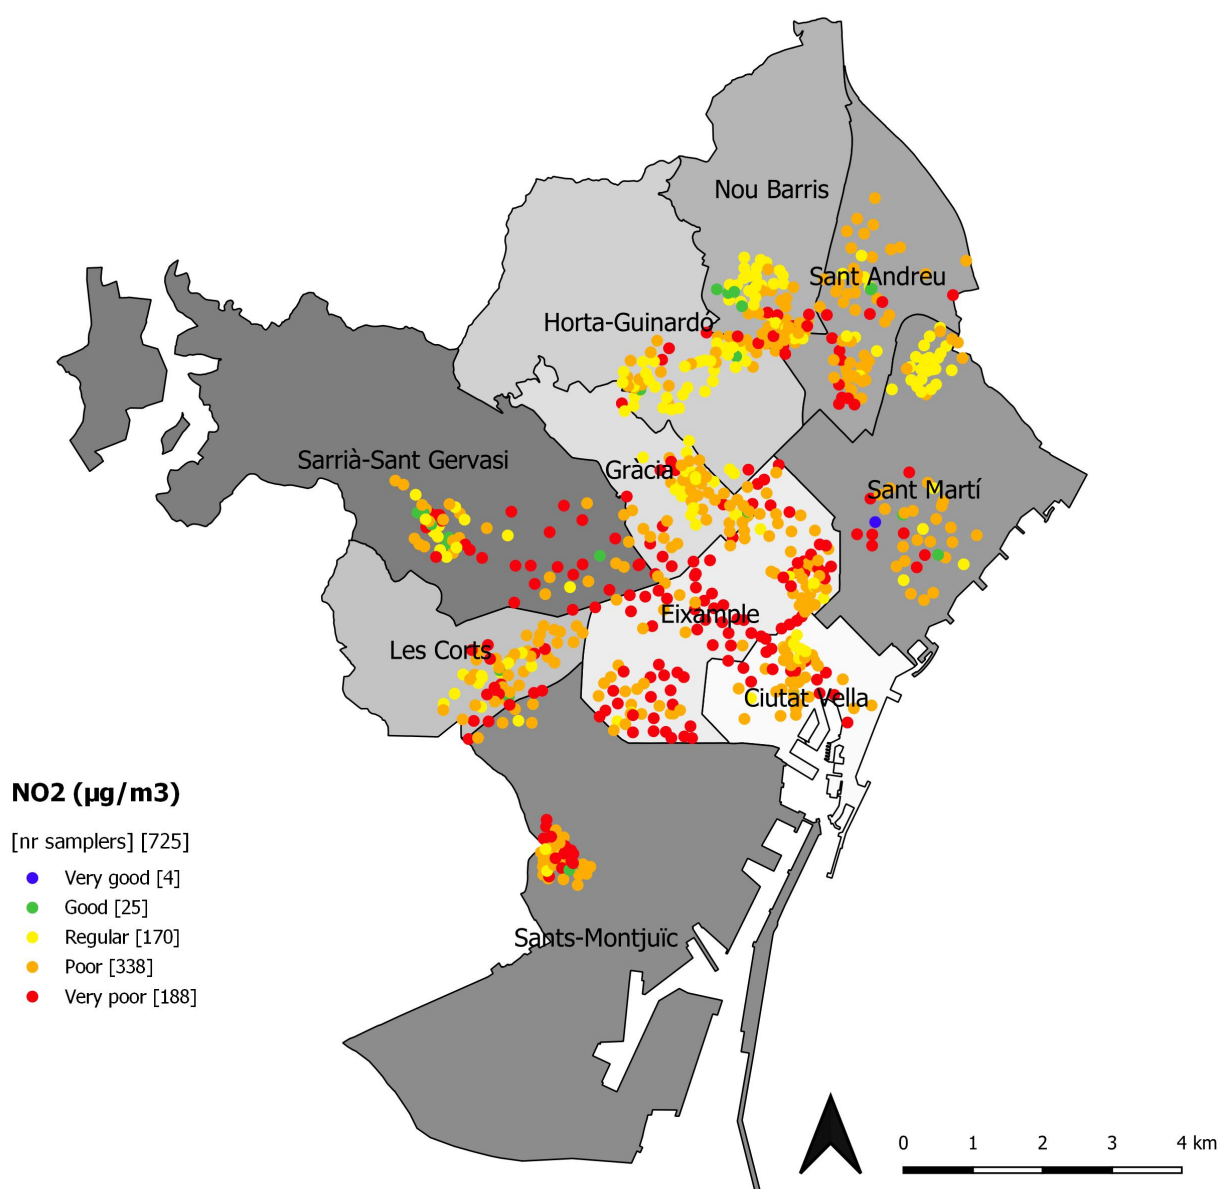 Nou Barris
Sant Andreu
Horta-Guinardó
Sarrià-Sant Gervasi
Gràcia
Sant Martí
Eixample
Les Corts
Ciutat Vella
NO2 (µg/m3)
[nr samplers] [725]
Very good [4]
Good [25]
Regular [170]
Poor [338]
Very poor [188]
Sants-Montjuïc
0 1 2 3 4 km